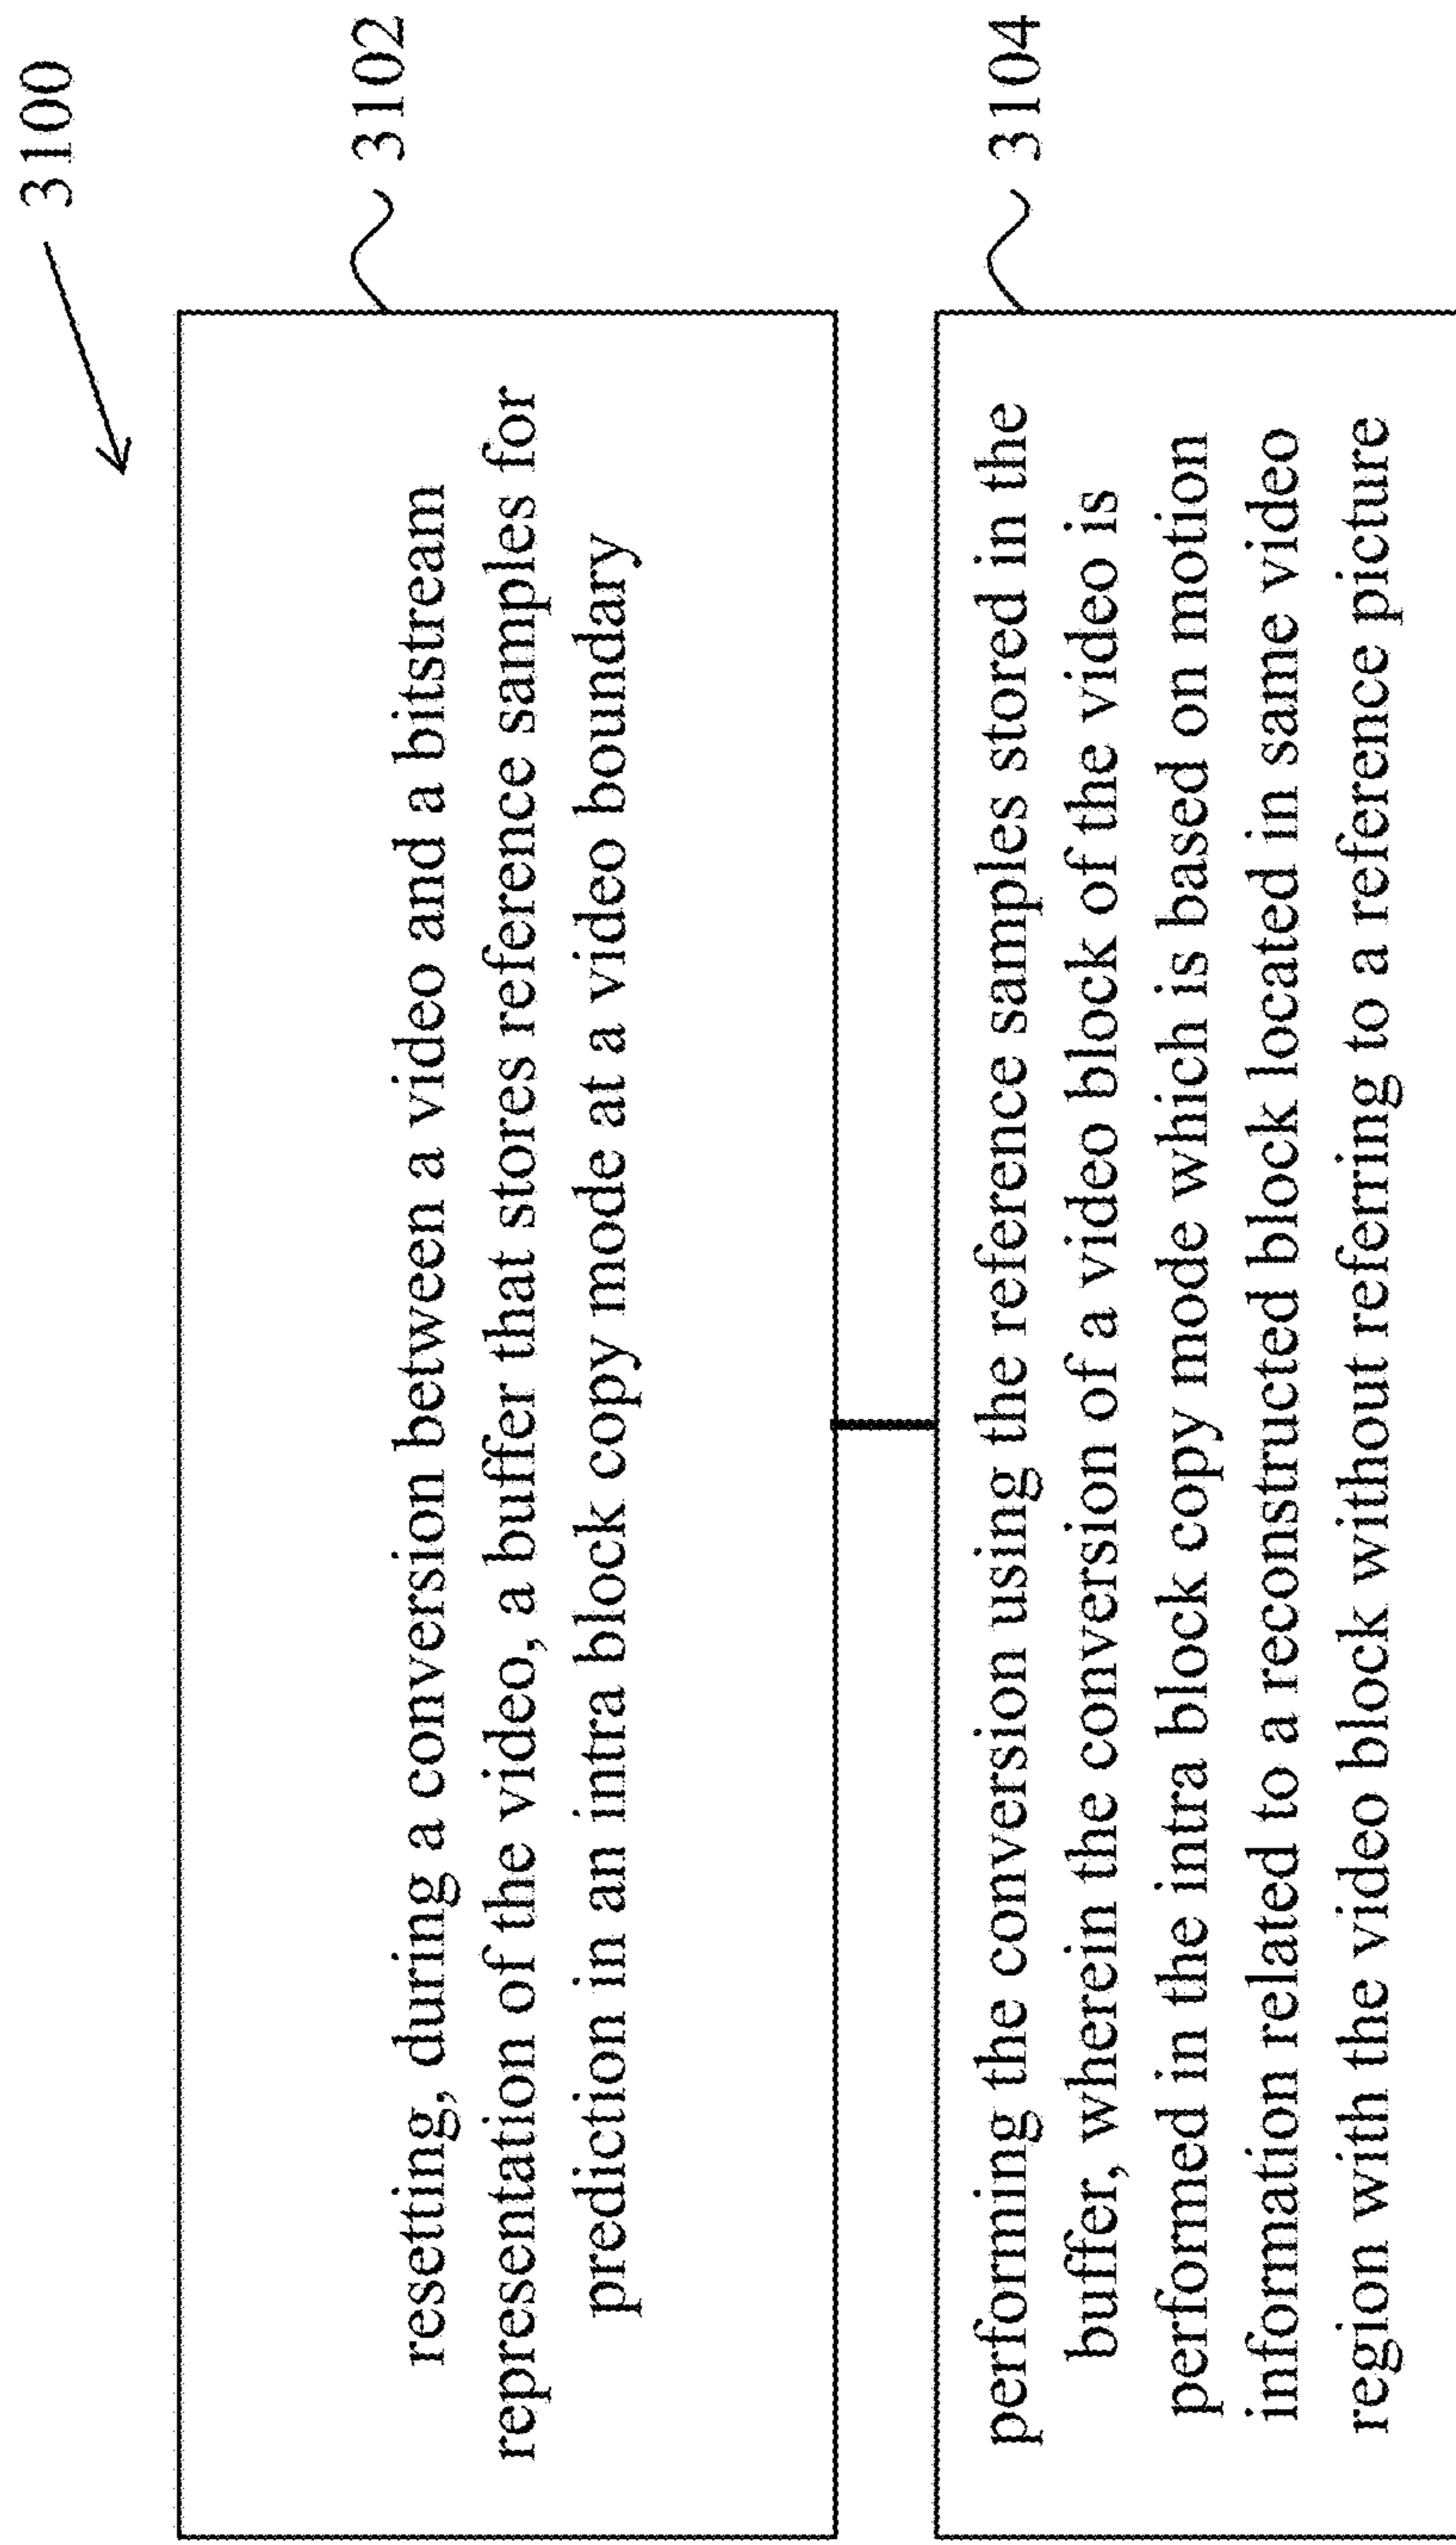 3100
resetting, during a conversion between a video and a bitstream
representation of the video, a buffer that stores reference samples for
prediction in an intra block copy mode at a video boundary
3102
performing the conversion using the reference samples stored in the
buffer, wherein the conversion of a video block of the video is
performed in the intra block copy mode which is based on motion
information related to a reconstructed block located in same video
region with the video block without referring to a reference picture
3104